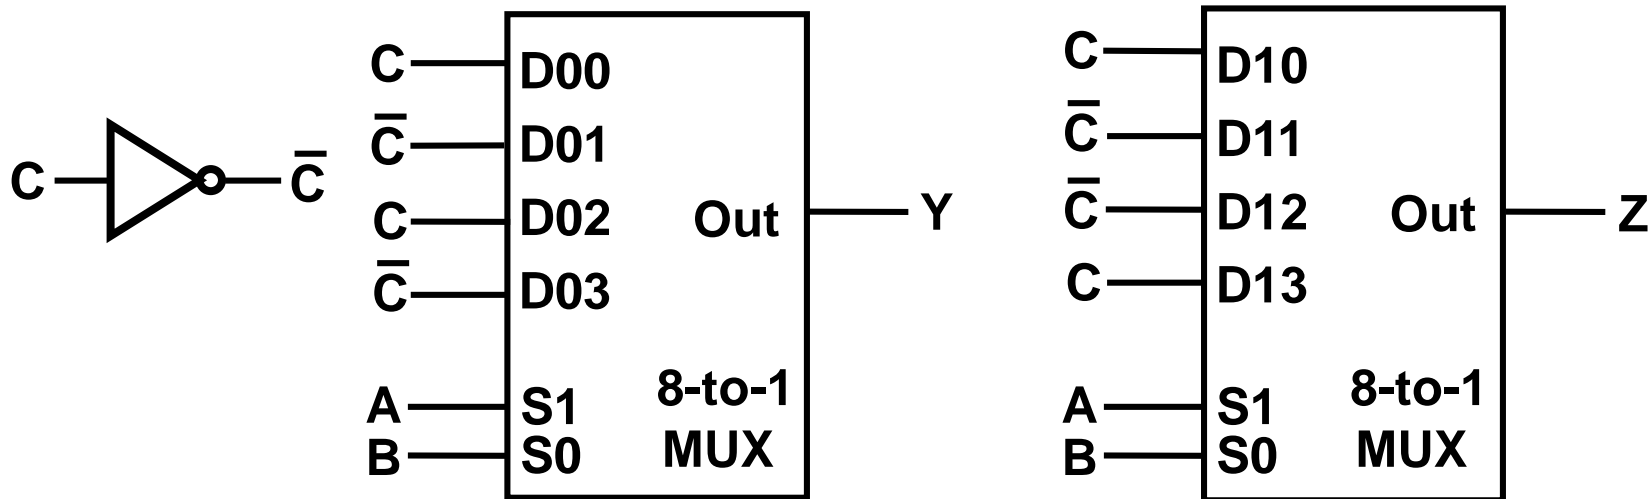 C
C̅
C D00
C̅ D01
C D02
C̅ D03
Out Y
A S1
B S0
8-to-1
MUX
C D10
C̅ D11
C̅ D12
C D13
Out Z
A S1
B S0
8-to-1
MUX